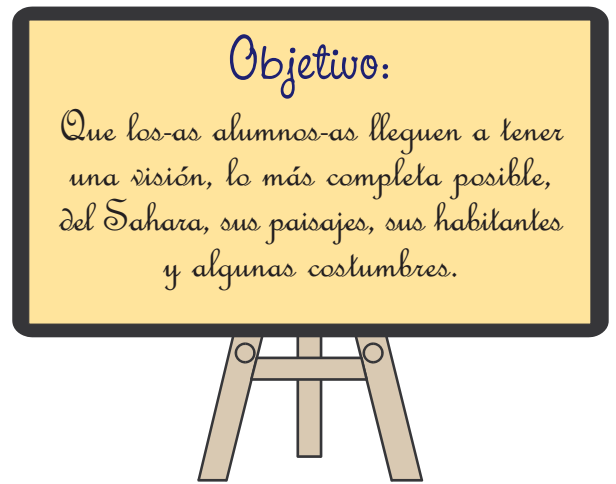 Objetivo:
Que los-as alumnos-as lleguen a tener
una visión, lo más completa posible,
del Sahara, sus paisajes, sus habitantes
y algunas costumbres.